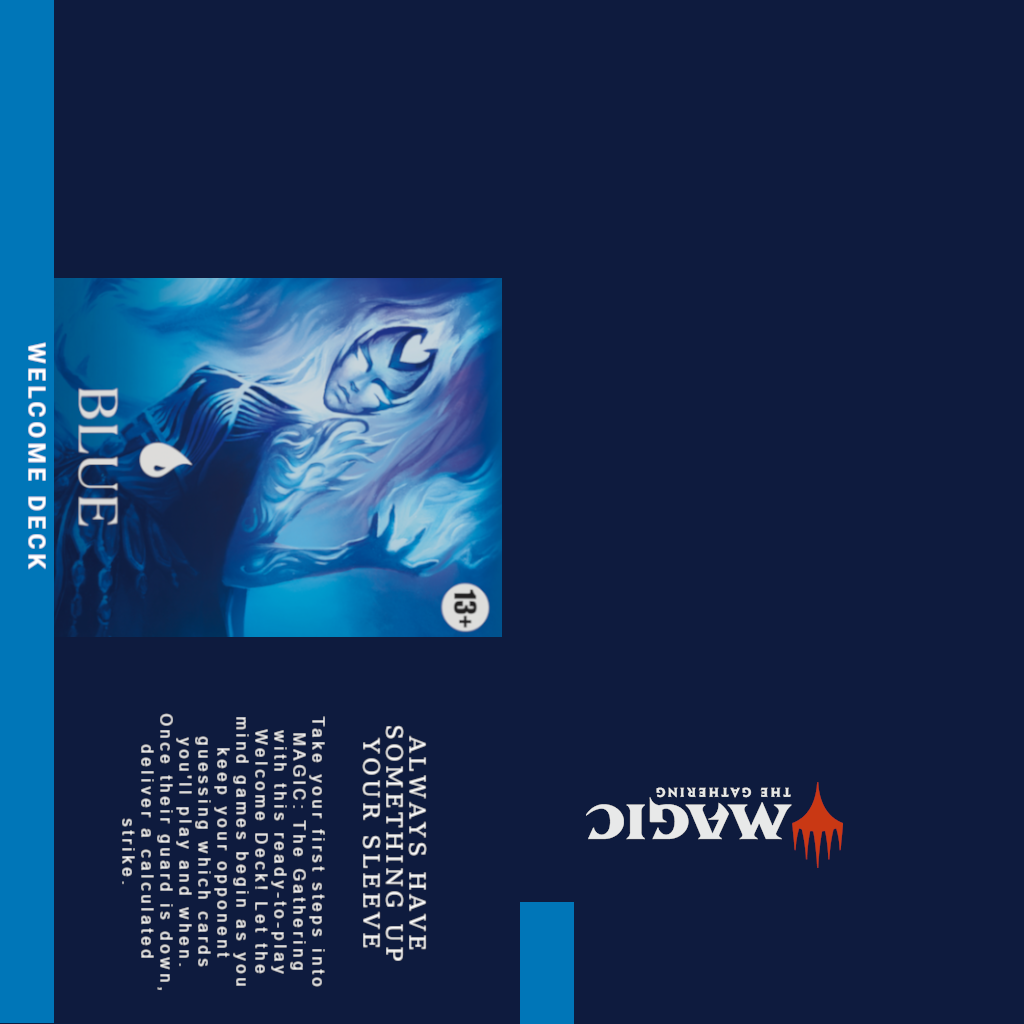 WELCOME DECK
BLUE
13+
ALWAYS HAVE
SOMETHING UP
YOUR SLEEVE
Take your first steps into
MAGIC: The Gathering
with this ready-to-play
Welcome Deck! Let the
mind games begin as you
keep your opponent
guessing which cards
you'll play and when.
Once their guard is down,
deliver a calculated
strike.
MAGIC
THE GATHERING